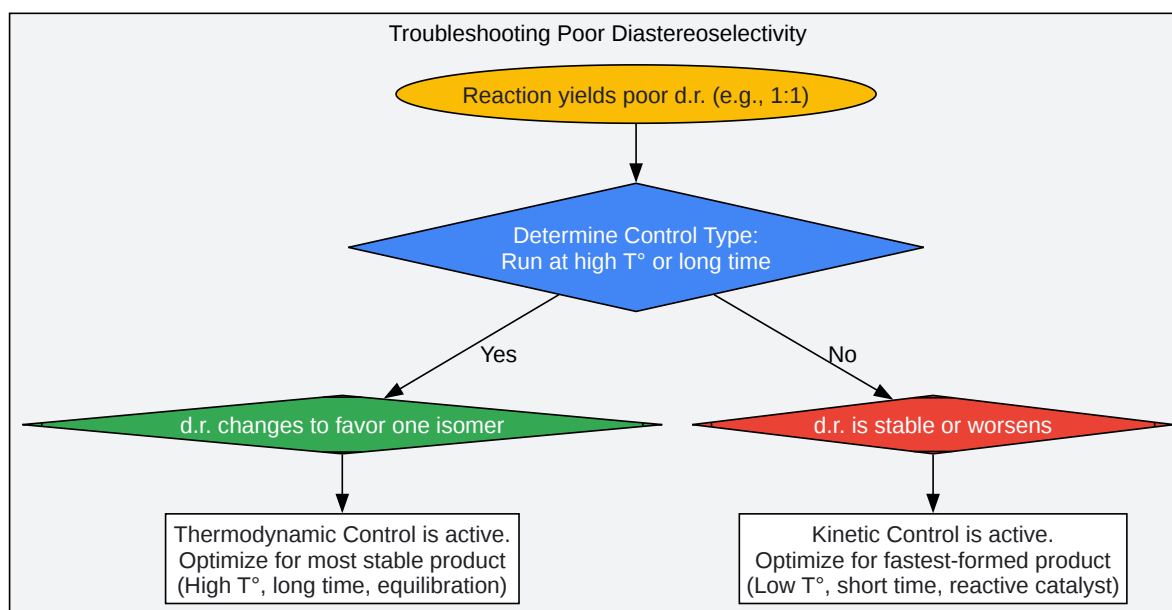 Troubleshooting Poor Diastereoselectivity
Reaction yields poor d.r. (e.g., 1:1)
Determine Control Type:
Run at high T° or long time
Yes
No
d.r. changes to favor one isomer
d.r. is stable or worsens
Thermodynamic Control is active.
Optimize for most stable product
(High T°, long time, equilibration)
Kinetic Control is active.
Optimize for fastest-formed product
(Low T°, short time, reactive catalyst)